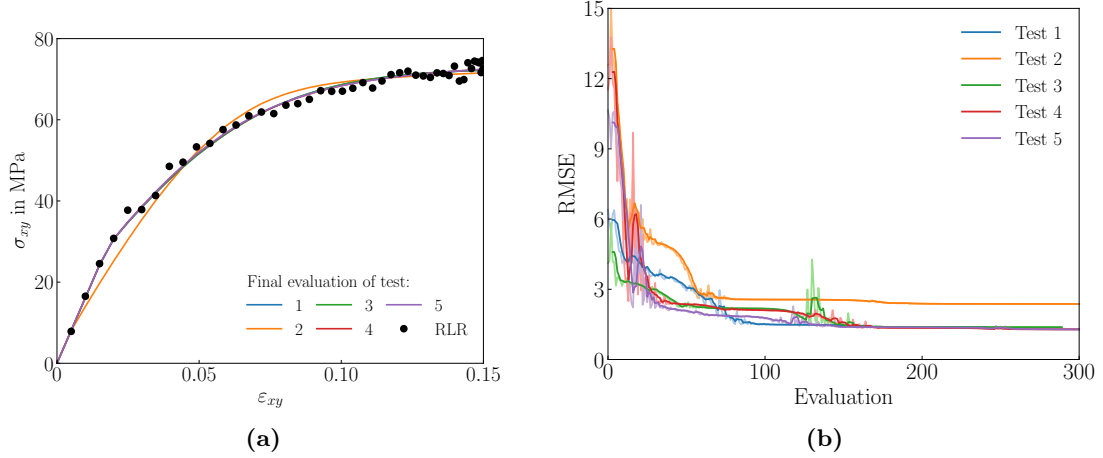 80
60
40
20
0
σxy in MPa
Final evaluation of test:
1 3 5
2 4 RLR
0 0.05 0.10 0.15
εxy
(a)
15
12
9
6
3
0
RMSE
Test 1
Test 2
Test 3
Test 4
Test 5
0 100 200 300
Evaluation
(b)